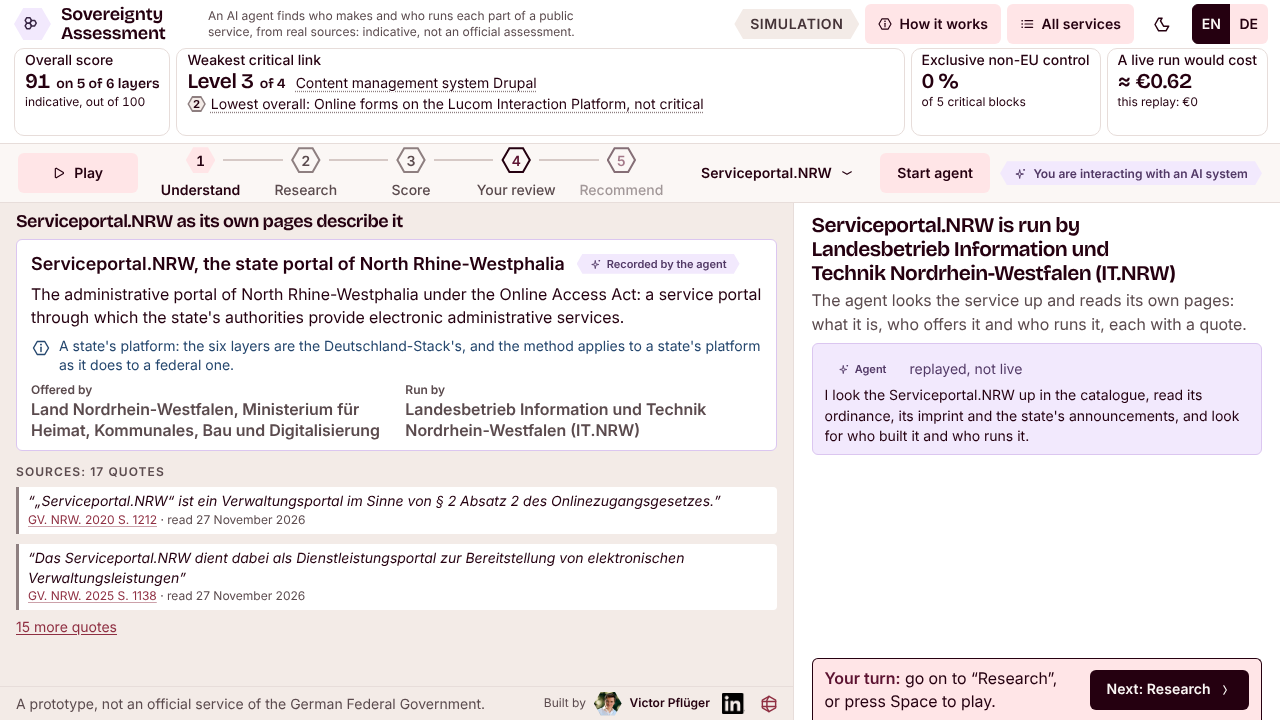 Sovereignty
Assessment
An AI agent finds who makes and who runs each part of a public
service, from real sources: indicative, not an official assessment.
SIMULATION
How it works
All services
EN
DE
Overall score
91 on 5 of 6 layers
indicative, out of 100
Weakest critical link
Level 3 of 4 Content management system Drupal
2 Lowest overall: Online forms on the Lucom Interaction Platform, not critical
Exclusive non-EU control
0 %
of 5 critical blocks
A live run would cost
≈ €0.62
this replay: €0
Play
1
Understand
2
Research
3
Score
4
Your review
5
Recommend
Serviceportal.NRW
Start agent
You are interacting with an AI system
Serviceportal.NRW as its own pages describe it
Serviceportal.NRW, the state portal of North Rhine-Westphalia
Recorded by the agent
The administrative portal of North Rhine-Westphalia under the Online Access Act: a service portal
through which the state's authorities provide electronic administrative services.
A state's platform: the six layers are the Deutschland-Stack's, and the method applies to a state's platform
as it does to a federal one.
Offered by
Land Nordrhein-Westfalen, Ministerium für
Heimat, Kommunales, Bau und Digitalisierung
Run by
Landesbetrieb Information und Technik
Nordrhein-Westfalen (IT.NRW)
SOURCES: 17 QUOTES
“„Serviceportal.NRW“ ist ein Verwaltungsportal im Sinne von § 2 Absatz 2 des Onlinezugangsgesetzes.”
GV. NRW. 2020 S. 1212 · read 27 November 2026
“Das Serviceportal.NRW dient dabei als Dienstleistungsportal zur Bereitstellung von elektronischen
Verwaltungsleistungen”
GV. NRW. 2025 S. 1138 · read 27 November 2026
15 more quotes
A prototype, not an official service of the German Federal Government.
Built by
Victor Pflüger
in
Serviceportal.NRW is run by
Landesbetrieb Information und
Technik Nordrhein-Westfalen (IT.NRW)
The agent looks the service up and reads its own pages:
what it is, who offers it and who runs it, each with a quote.
Agent
replayed, not live
I look the Serviceportal.NRW up in the catalogue, read its
ordinance, its imprint and the state's announcements, and look
for who built it and who runs it.
Your turn: go on to “Research”,
or press Space to play.
Next: Research